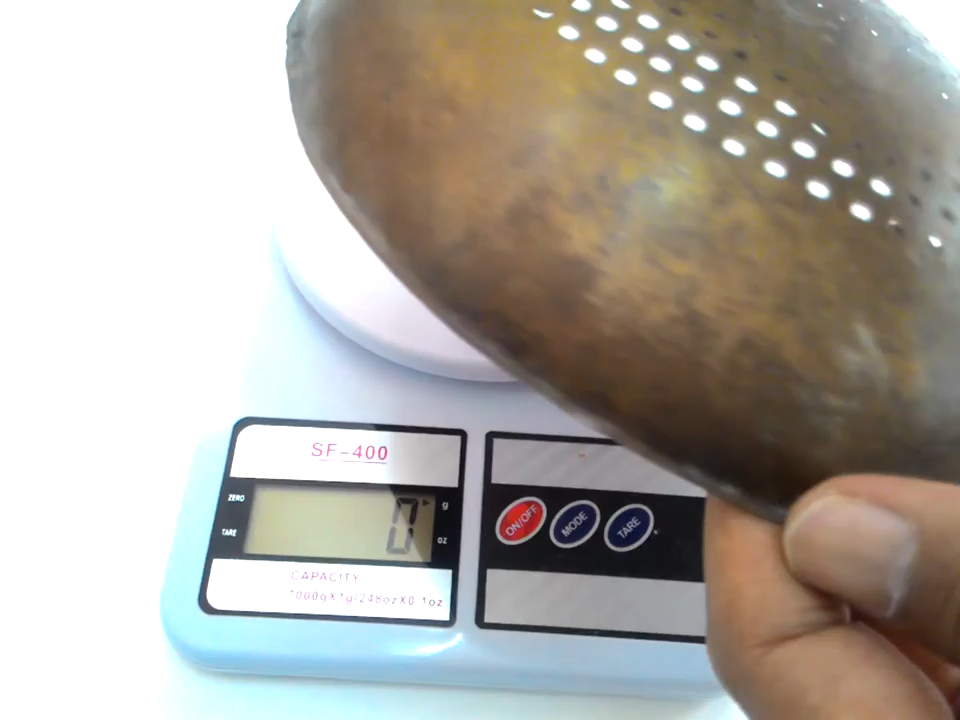 SF-400
ZERO
g
0
TARE
oz
CAPACITY
ON/OFF
MODE
TARE